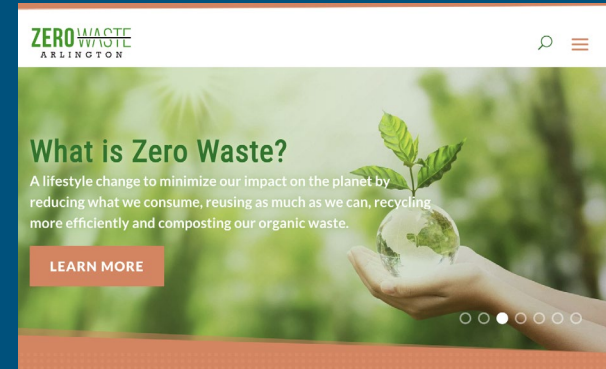 ZERO WASTE
ARLINGTON
What is Zero Waste?
A lifestyle change to minimize our impact on the planet by
reducing what we consume, reusing as much as we can, recycling
more efficiently and composting our organic waste.
LEARN MORE